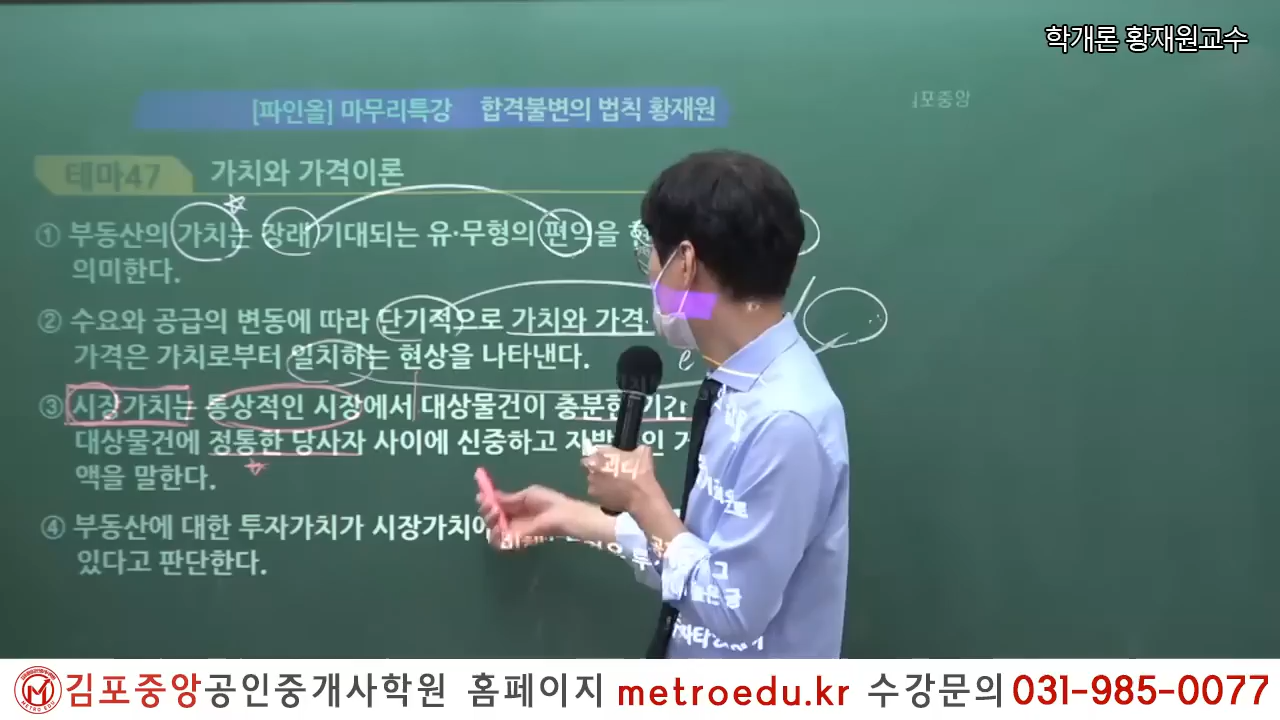 학개론 황재원교수
김포중앙
[파인올] 마무리특강 합격불변의 법칙 황재원
테마47 가치와 가격이론
① 부동산의 가치는 장래 기대되는 유·무형의 편익을
의미한다.
② 수요와 공급의 변동에 따라 단기적으로 가치와 가격
가격은 가치로부터 일치하는 현상을 나타낸다.
③ 시장가치는 통상적인 시장에서 대상물건이 충분한 기간
대상물건에 정통한 당사자 사이에 신중하고
액을 말한다.
④ 부동산에 대한 투자가치가 시장가치
있다고 판단한다.
METRO EDU
김포중앙공인중개사학원 홈페이지 metroedu.kr 수강문의 031-985-0077